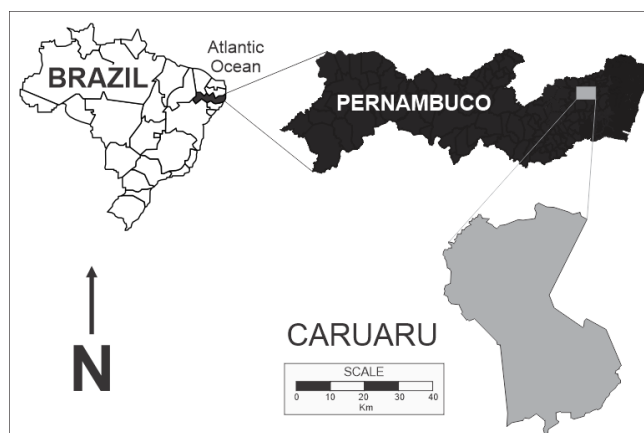 Atlantic
Ocean
BRAZIL
PERNAMBUCO
CARUARU
N
SCALE
0 10 20 30 40
Km